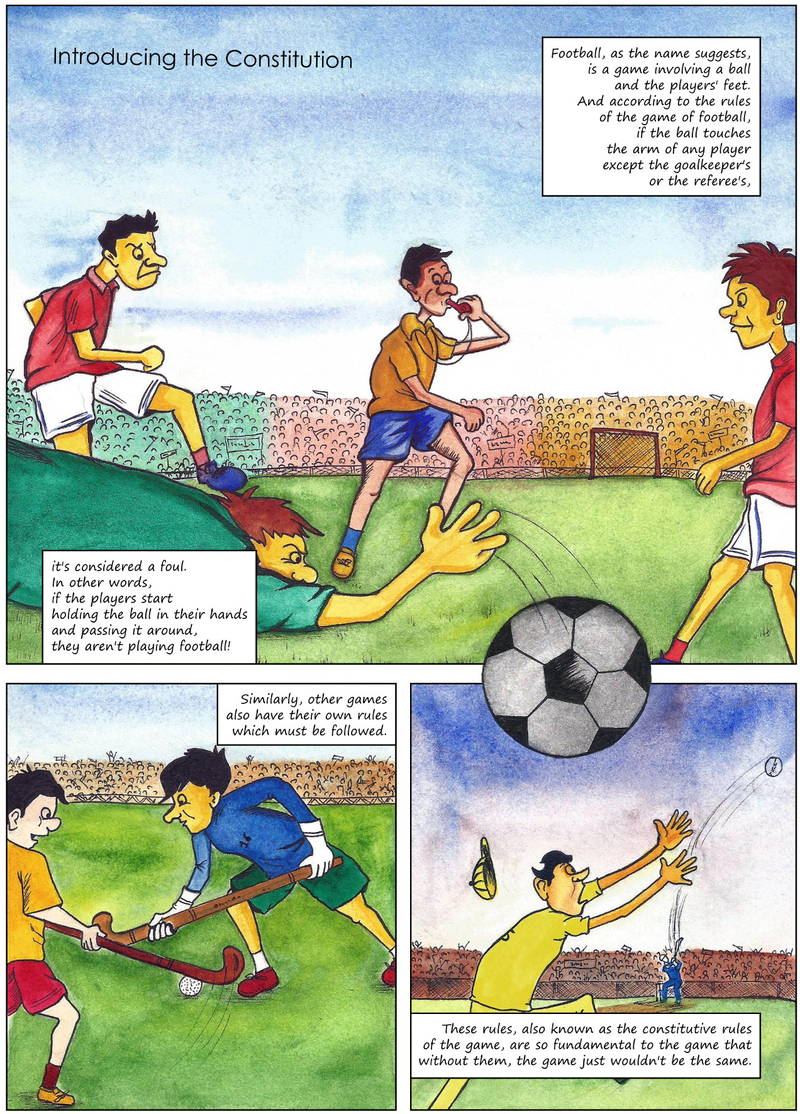 Introducing the Constitution
Football, as the name suggests,
is a game involving a ball
and the players' feet.
And according to the rules
of the game of football,
if the ball touches
the arm of any player
except the goalkeeper's
or the referee's,
it's considered a foul.
In other words,
if the players start
holding the ball in their hands
and passing it around,
they aren't playing football!
Similarly, other games
also have their own rules
which must be followed.
These rules, also known as the constitutive rules
of the game, are so fundamental to the game that
without them, the game just wouldn't be the same.